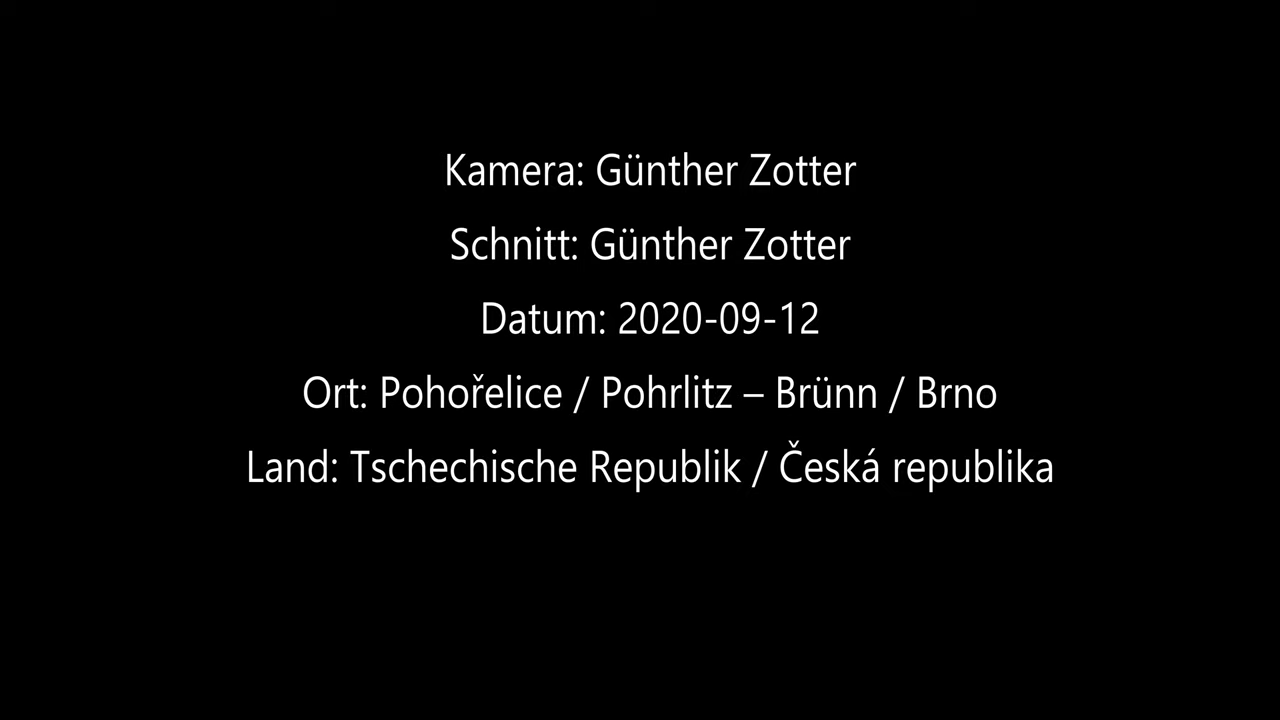 Kamera: Günther Zotter
Schnitt: Günther Zotter
Datum: 2020-09-12
Ort: Pohořelice / Pohrlitz – Brünn / Brno
Land: Tschechische Republik / Česká republika